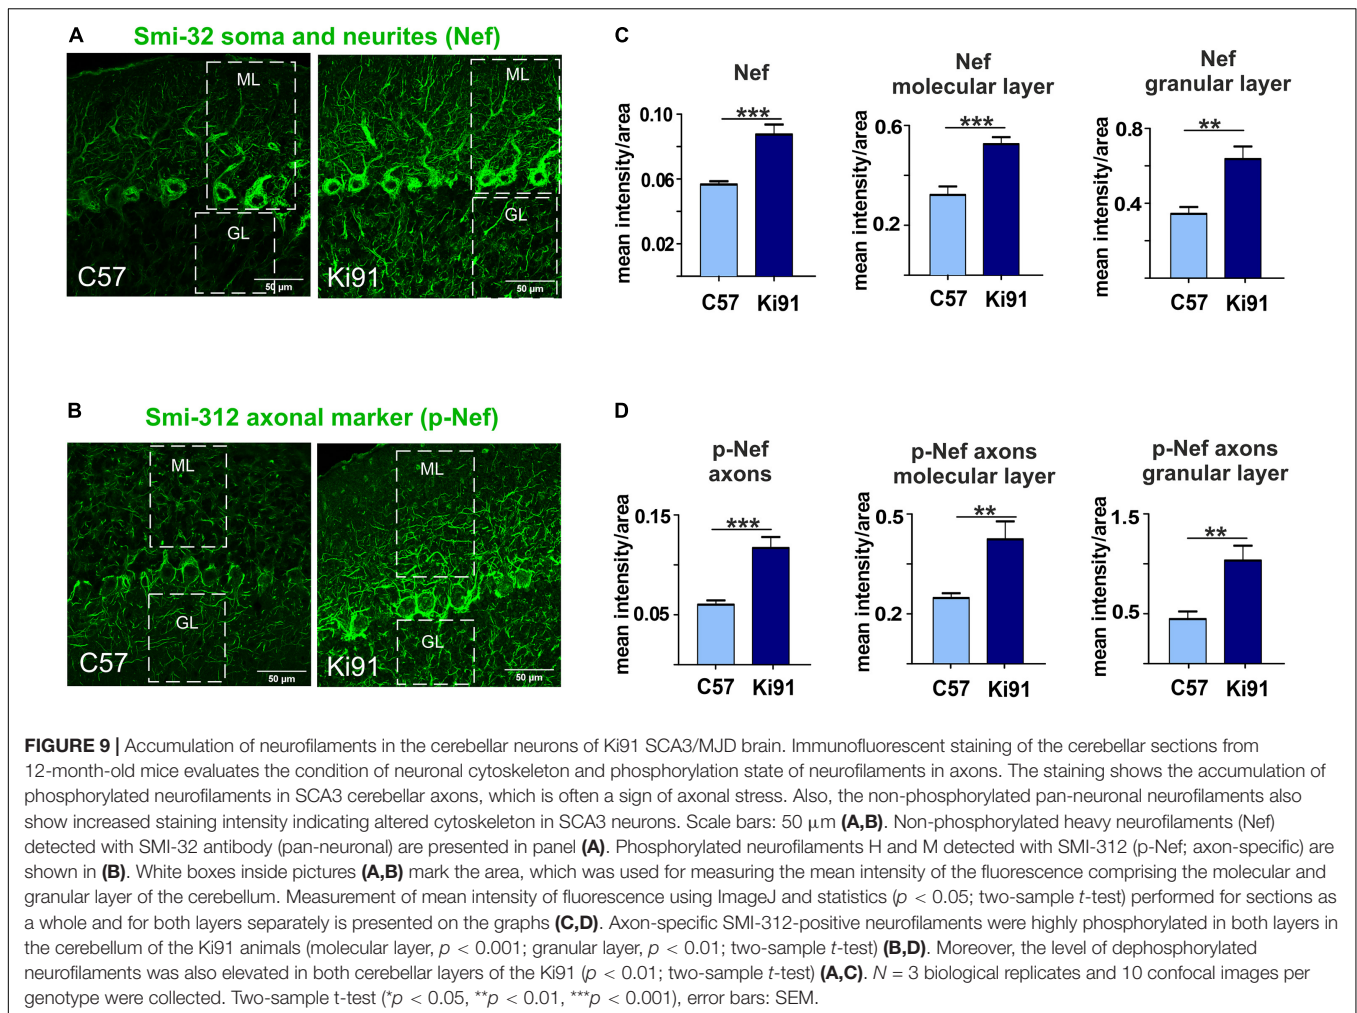 A
Smi-32 soma and neurites (Nef)
ML
GL
C57
50 µm
ML
GL
Ki91
50 µm
C
Nef
mean intensity/area
0.10
0.06
0.02
***
C57
Ki91
Nef
molecular layer
mean intensity/area
0.6
0.2
***
C57
Ki91
Nef
granular layer
mean intensity/area
0.8
0.4
**
C57
Ki91
B
Smi-312 axonal marker (p-Nef)
ML
GL
C57
50 µm
ML
GL
Ki91
50 µm
D
p-Nef
axons
mean intensity/area
0.15
0.05
***
C57
Ki91
p-Nef axons
molecular layer
mean intensity/area
0.5
0.2
**
C57
Ki91
p-Nef axons
granular layer
mean intensity/area
1.5
0.5
**
C57
Ki91
FIGURE 9 | Accumulation of neurofilaments in the cerebellar neurons of Ki91 SCA3/MJD brain. Immunofluorescent staining of the cerebellar sections from
12-month-old mice evaluates the condition of neuronal cytoskeleton and phosphorylation state of neurofilaments in axons. The staining shows the accumulation of
phosphorylated neurofilaments in SCA3 cerebellar axons, which is often a sign of axonal stress. Also, the non-phosphorylated pan-neuronal neurofilaments also
show increased staining intensity indicating altered cytoskeleton in SCA3 neurons. Scale bars: 50 µm (A,B). Non-phosphorylated heavy neurofilaments (Nef)
detected with SMI-32 antibody (pan-neuronal) are presented in panel (A). Phosphorylated neurofilaments H and M detected with SMI-312 (p-Nef; axon-specific) are
shown in (B). White boxes inside pictures (A,B) mark the area, which was used for measuring the mean intensity of the fluorescence comprising the molecular and
granular layer of the cerebellum. Measurement of mean intensity of fluorescence using ImageJ and statistics (p < 0.05; two-sample t-test) performed for sections as
a whole and for both layers separately is presented on the graphs (C,D). Axon-specific SMI-312-positive neurofilaments were highly phosphorylated in both layers in
the cerebellum of the Ki91 animals (molecular layer, p < 0.001; granular layer, p < 0.01; two-sample t-test) (B,D). Moreover, the level of dephosphorylated
neurofilaments was also elevated in both cerebellar layers of the Ki91 (p < 0.01; two-sample t-test) (A,C). N = 3 biological replicates and 10 confocal images per
genotype were collected. Two-sample t-test (*p < 0.05, **p < 0.01, ***p < 0.001), error bars: SEM.